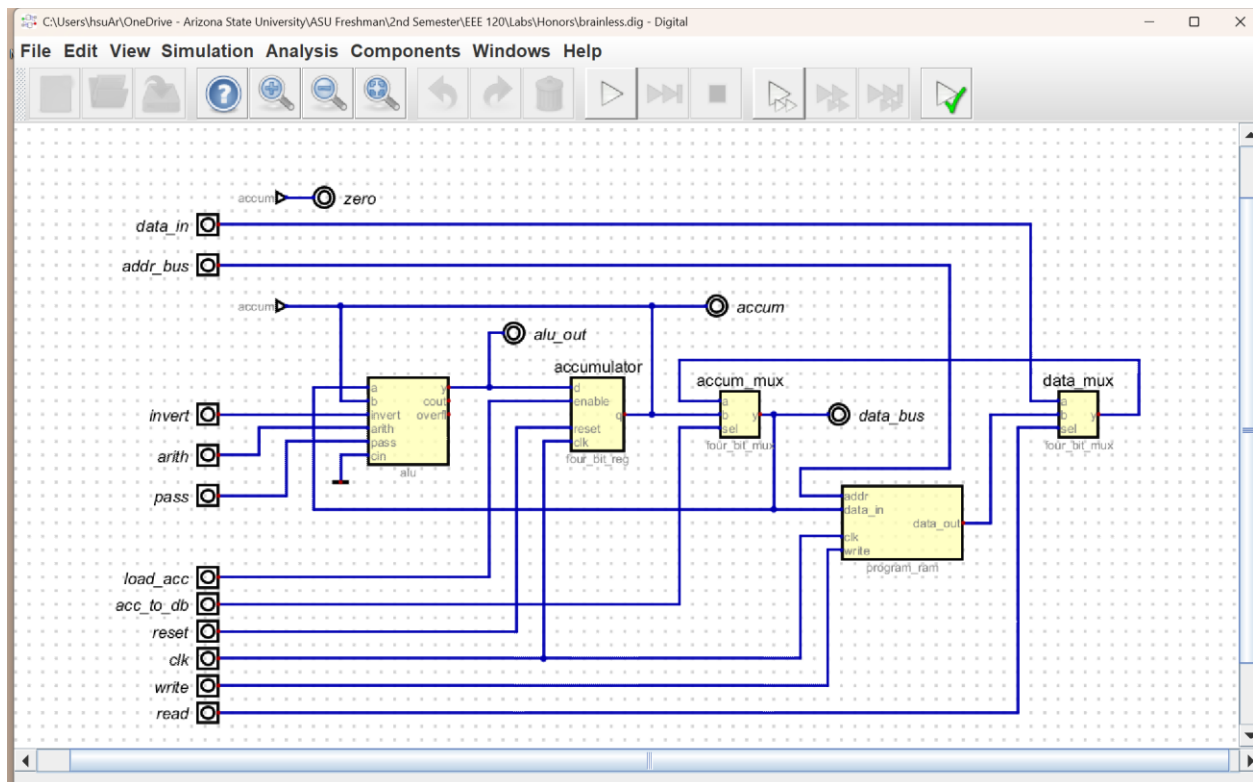 C:\Users\hsuAr\OneDrive - Arizona State University\ASU Freshman\2nd Semester\EEE 120\Labs\Honors\brainless.dig - Digital
File Edit View Simulation Analysis Components Windows Help
accum
zero
data_in
addr_bus
accum
accum
alu_out
accumulator
accum_mux
data_mux
a
b
invert
arith
pass
cin
y
cout
overfl
alu
d
enable
reset
clk
q
four_bit_reg
a
b
sel
y
four_bit_mux
data_bus
a
b
sel
y
four_bit_mux
invert
arith
pass
addr
data_in
clk
write
data_out
program_ram
load_acc
acc_to_db
reset
clk
write
read